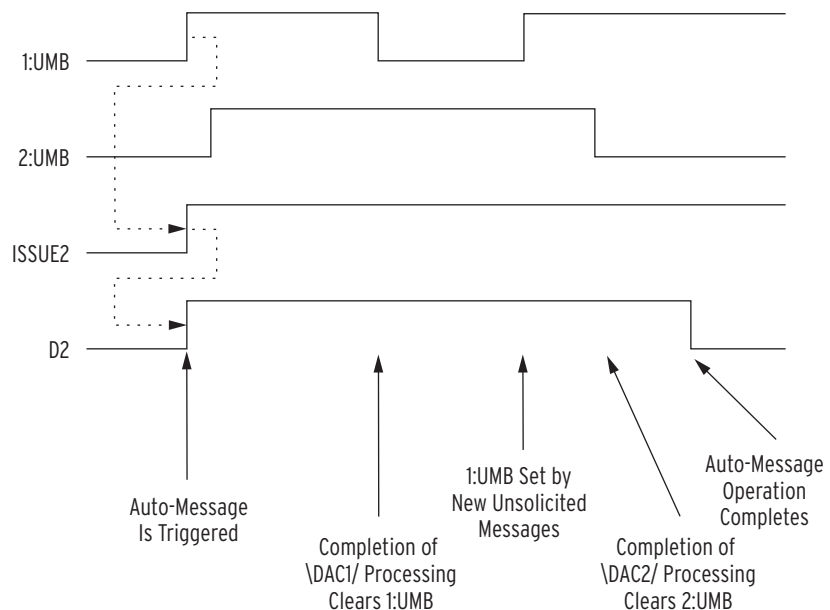 1:UMB
2:UMB
ISSUE2
D2
Auto-Message
Is Triggered
Completion of
\DAC1/ Processing
Clears 1:UMB
1:UMB Set by
New Unsolicited
Messages
Completion of
\DAC2/ Processing
Clears 2:UMB
Auto-Message
Operation
Completes